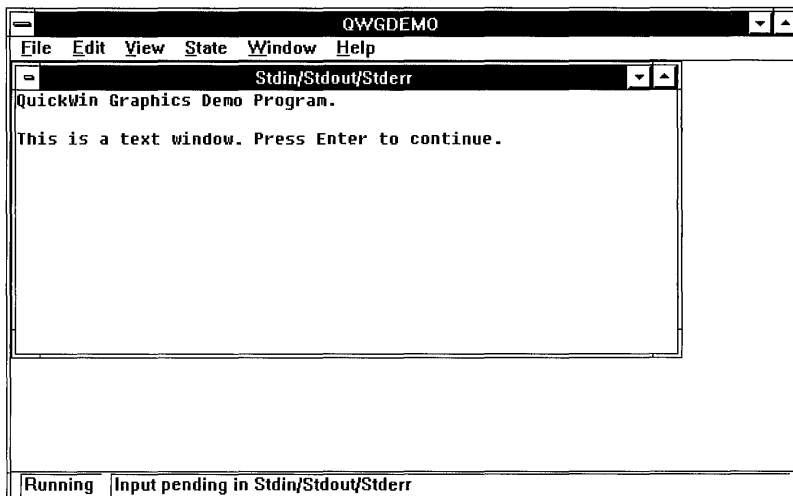 QWGDEMO
File Edit View State Window Help
Stdin/Stdout/Stderr
QuickWin Graphics Demo Program.
This is a text window. Press Enter to continue.
Running Input pending in Stdin/Stdout/Stderr